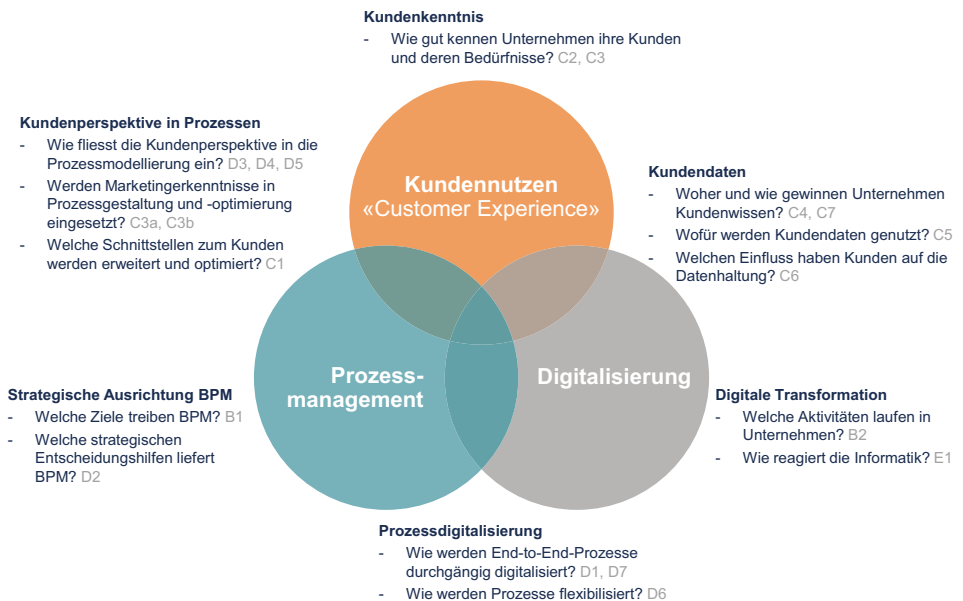 Kundenkenntnis
- Wie gut kennen Unternehmen ihre Kunden
und deren Bedürfnisse? C2, C3
Kundenperspektive in Prozessen
- Wie fliesst die Kundenperspektive in die
Prozessmodellierung ein? D3, D4, D5
- Werden Marketingerkenntnisse in
Prozessgestaltung und -optimierung
eingesetzt? C3a, C3b
- Welche Schnittstellen zum Kunden
werden erweitert und optimiert? C1
Kundennutzen
«Customer Experience»
Kundendaten
- Woher und wie gewinnen Unternehmen
Kundenwissen? C4, C7
- Wofür werden Kundendaten genutzt? C5
- Welchen Einfluss haben Kunden auf die
Datenhaltung? C6
Prozess-
management
Digitalisierung
Strategische Ausrichtung BPM
- Welche Ziele treiben BPM? B1
- Welche strategischen
Entscheidungshilfen liefert
BPM? D2
Digitale Transformation
- Welche Aktivitäten laufen in
Unternehmen? B2
- Wie reagiert die Informatik? E1
Prozessdigitalisierung
- Wie werden End-to-End-Prozesse
durchgängig digitalisiert? D1, D7
- Wie werden Prozesse flexibilisiert? D6